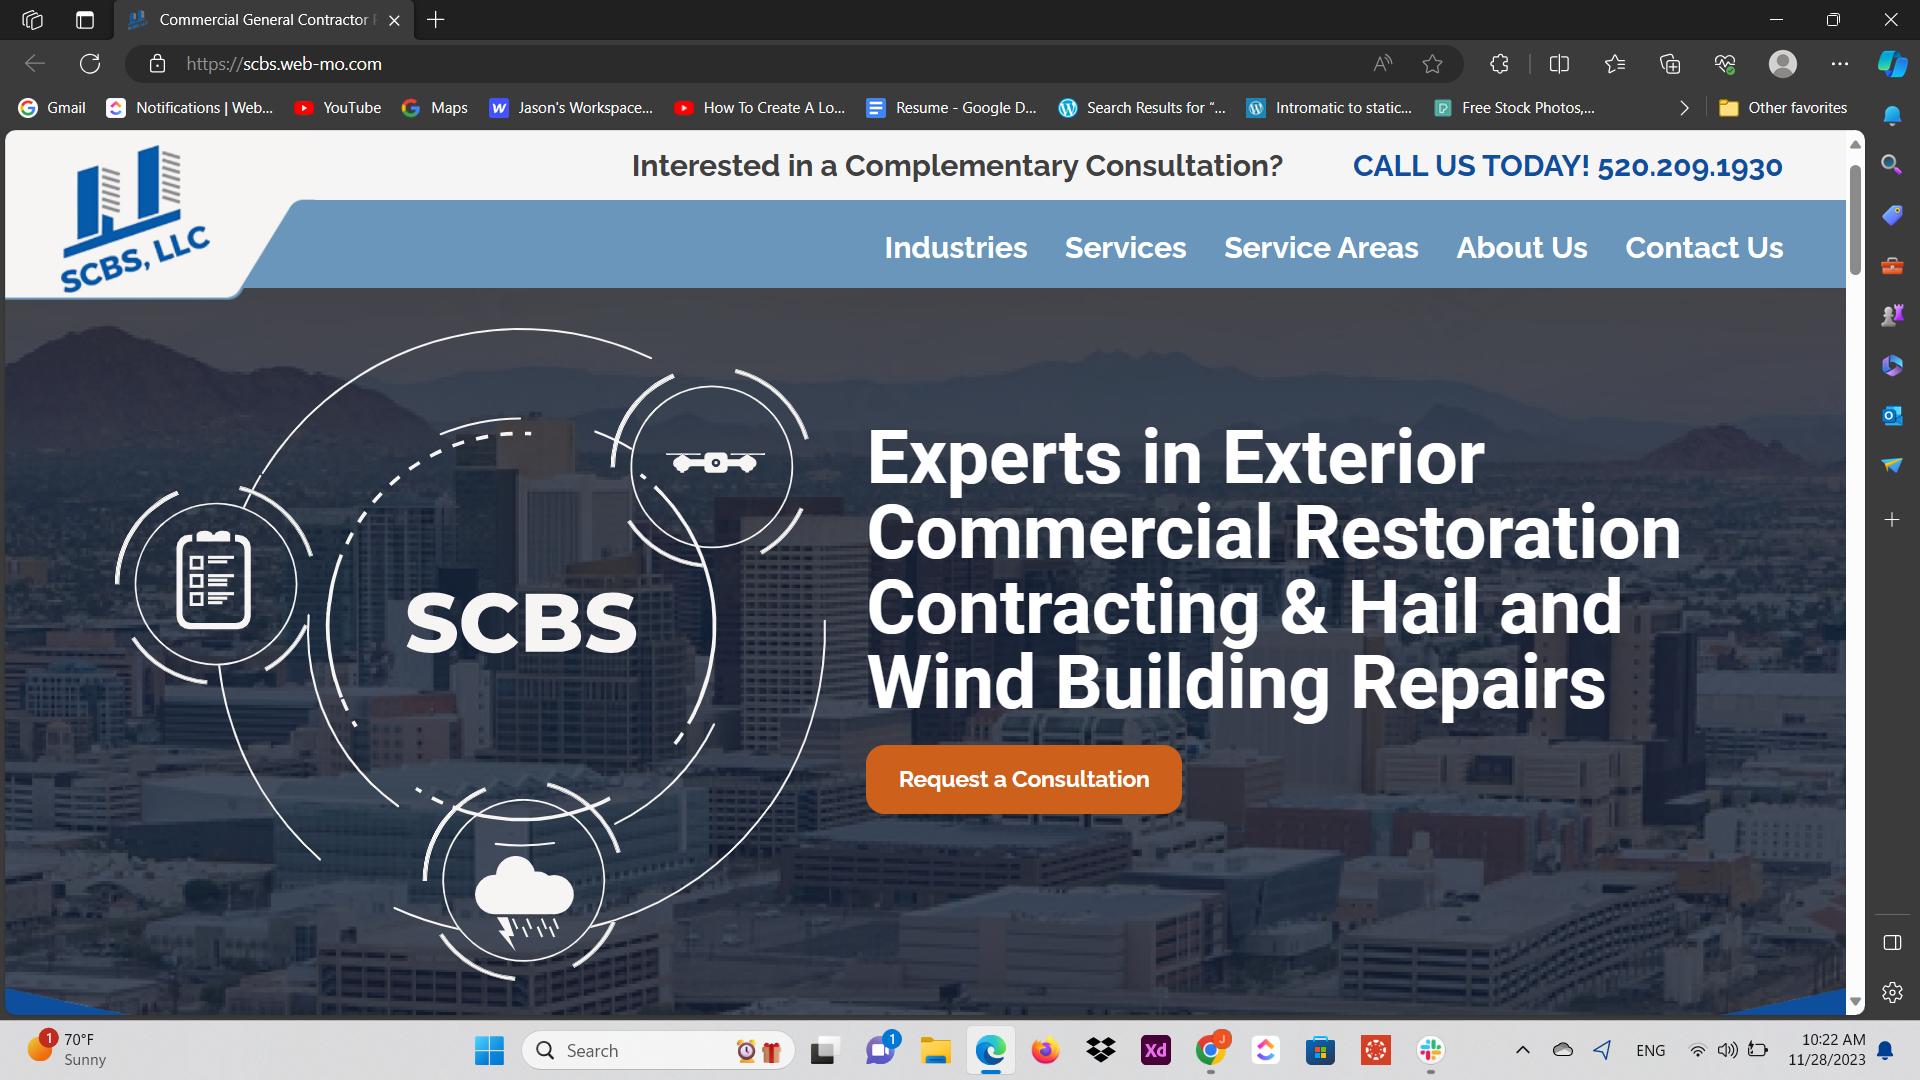 Commercial General Contractor
https://scbs.web-mo.com
Gmail
Notifications | Web...
YouTube
Maps
Jason's Workspace...
How To Create A Lo...
Resume - Google D...
Search Results for “...
Intromatic to static...
Free Stock Photos,...
Other favorites
Interested in a Complementary Consultation?
CALL US TODAY! 520.209.1930
SCBS, LLC
Industries
Services
Service Areas
About Us
Contact Us
SCBS
Experts in Exterior
Commercial Restoration
Contracting & Hail and
Wind Building Repairs
Request a Consultation
1
70°F
Sunny
Search
1
Xd
J
ENG
10:22 AM
11/28/2023